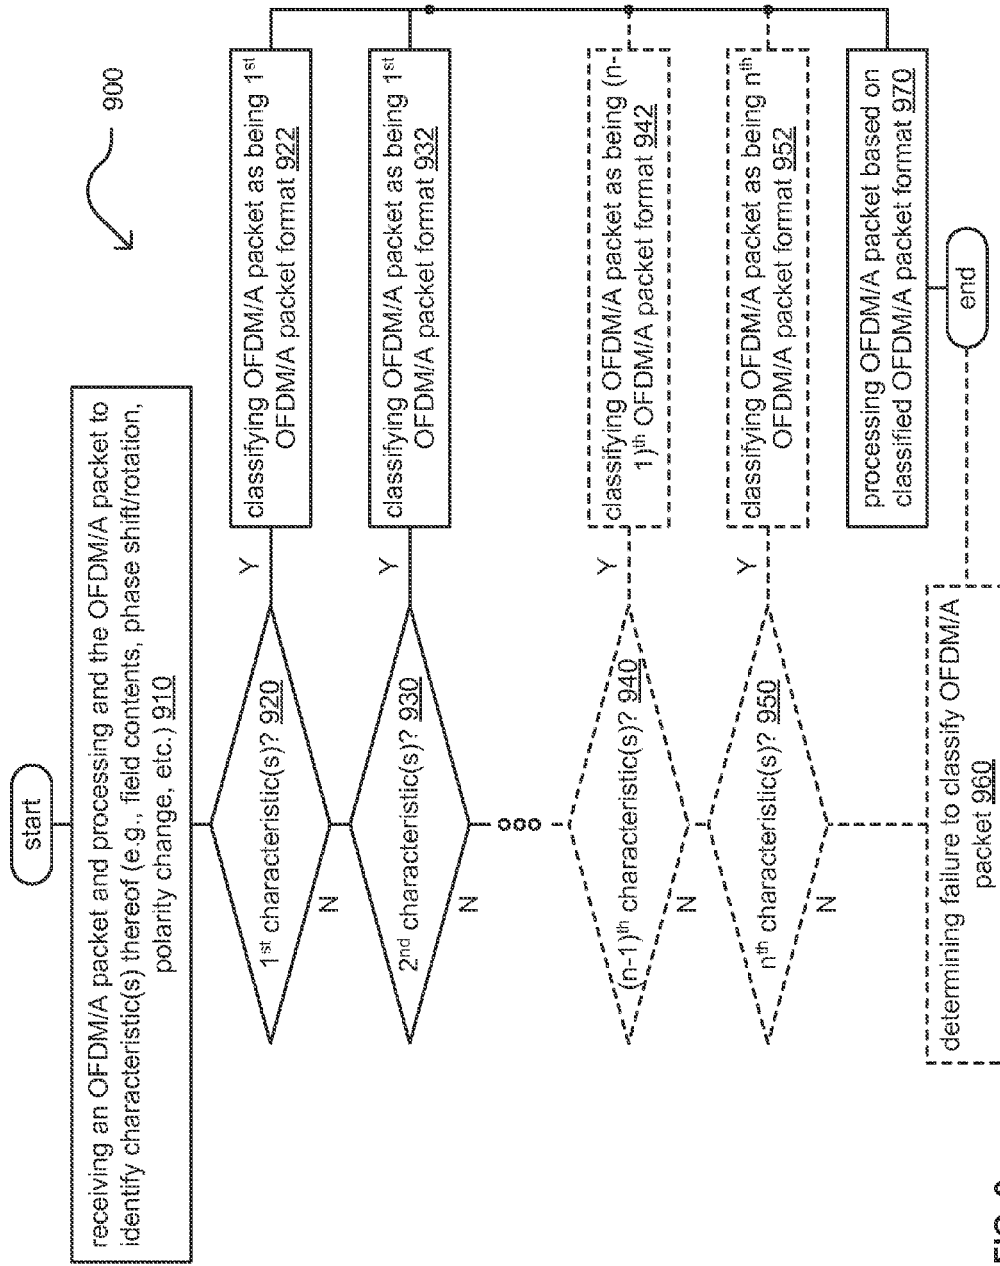 900
start
receiving an OFDM/A packet and processing and the OFDM/A packet to
identify characteristic(s) thereof (e.g., field contents, phase shift/rotation,
polarity change, etc.) 910
1st characteristic(s)? 920
Y
N
classifying OFDM/A packet as being 1st
OFDM/A packet format 922
2nd characteristic(s)? 930
Y
N
classifying OFDM/A packet as being 1st
OFDM/A packet format 932
(n-1)th characteristic(s)? 940
Y
N
classifying OFDM/A packet as being (n-
1)th OFDM/A packet format 942
nth characteristic(s)? 950
Y
N
classifying OFDM/A packet as being nth
OFDM/A packet format 952
processing OFDM/A packet based on
classified OFDM/A packet format 970
determining failure to classify OFDM/A
packet 960
end